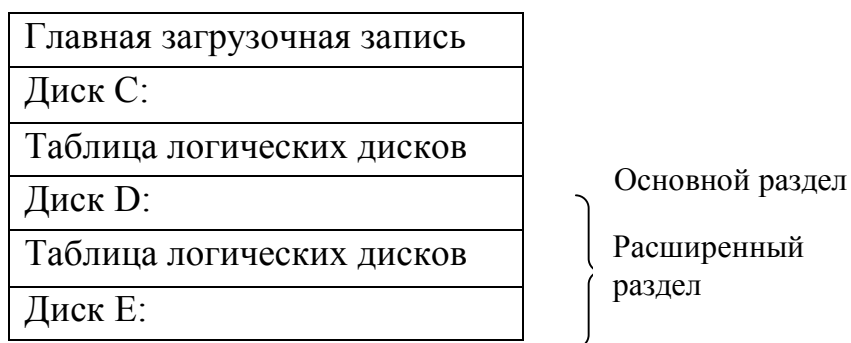 Главная загрузочная запись
Диск C:
Таблица логических дисков
Диск D:
Таблица логических дисков
Диск E:
Основной раздел
Расширенный
раздел